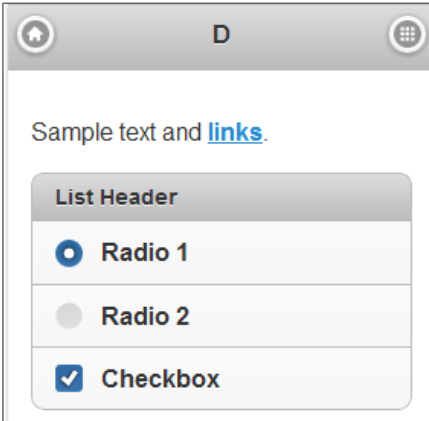 D
Sample text and links.
List Header
Radio 1
Radio 2
Checkbox